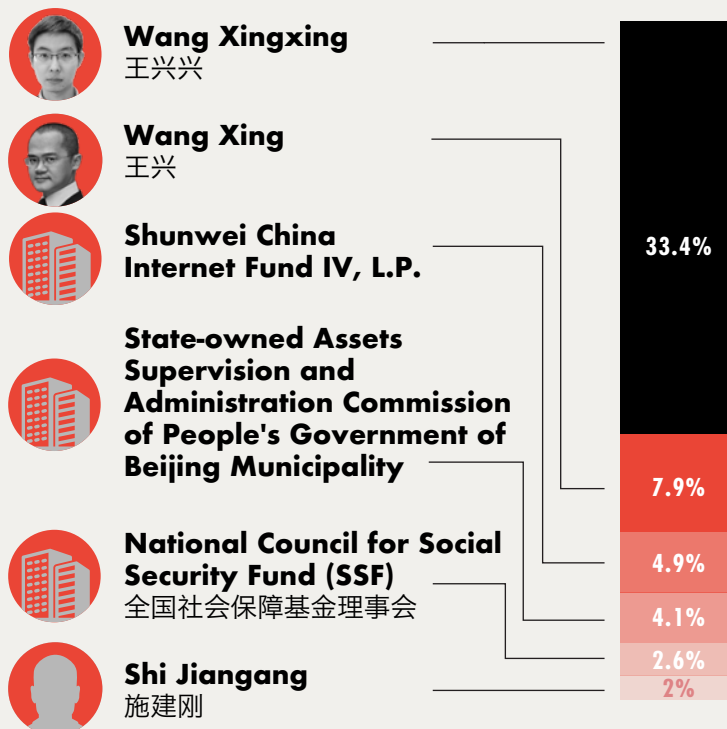 Wang Xingxing
王兴兴
Wang Xing
王兴
Shunwei China
Internet Fund IV, L.P.
State-owned Assets
Supervision and
Administration Commission
of People's Government of
Beijing Municipality
National Council for Social
Security Fund (SSF)
全国社会保障基金理事会
Shi Jiangang
施建刚
33.4%
7.9%
4.9%
4.1%
2.6%
2%